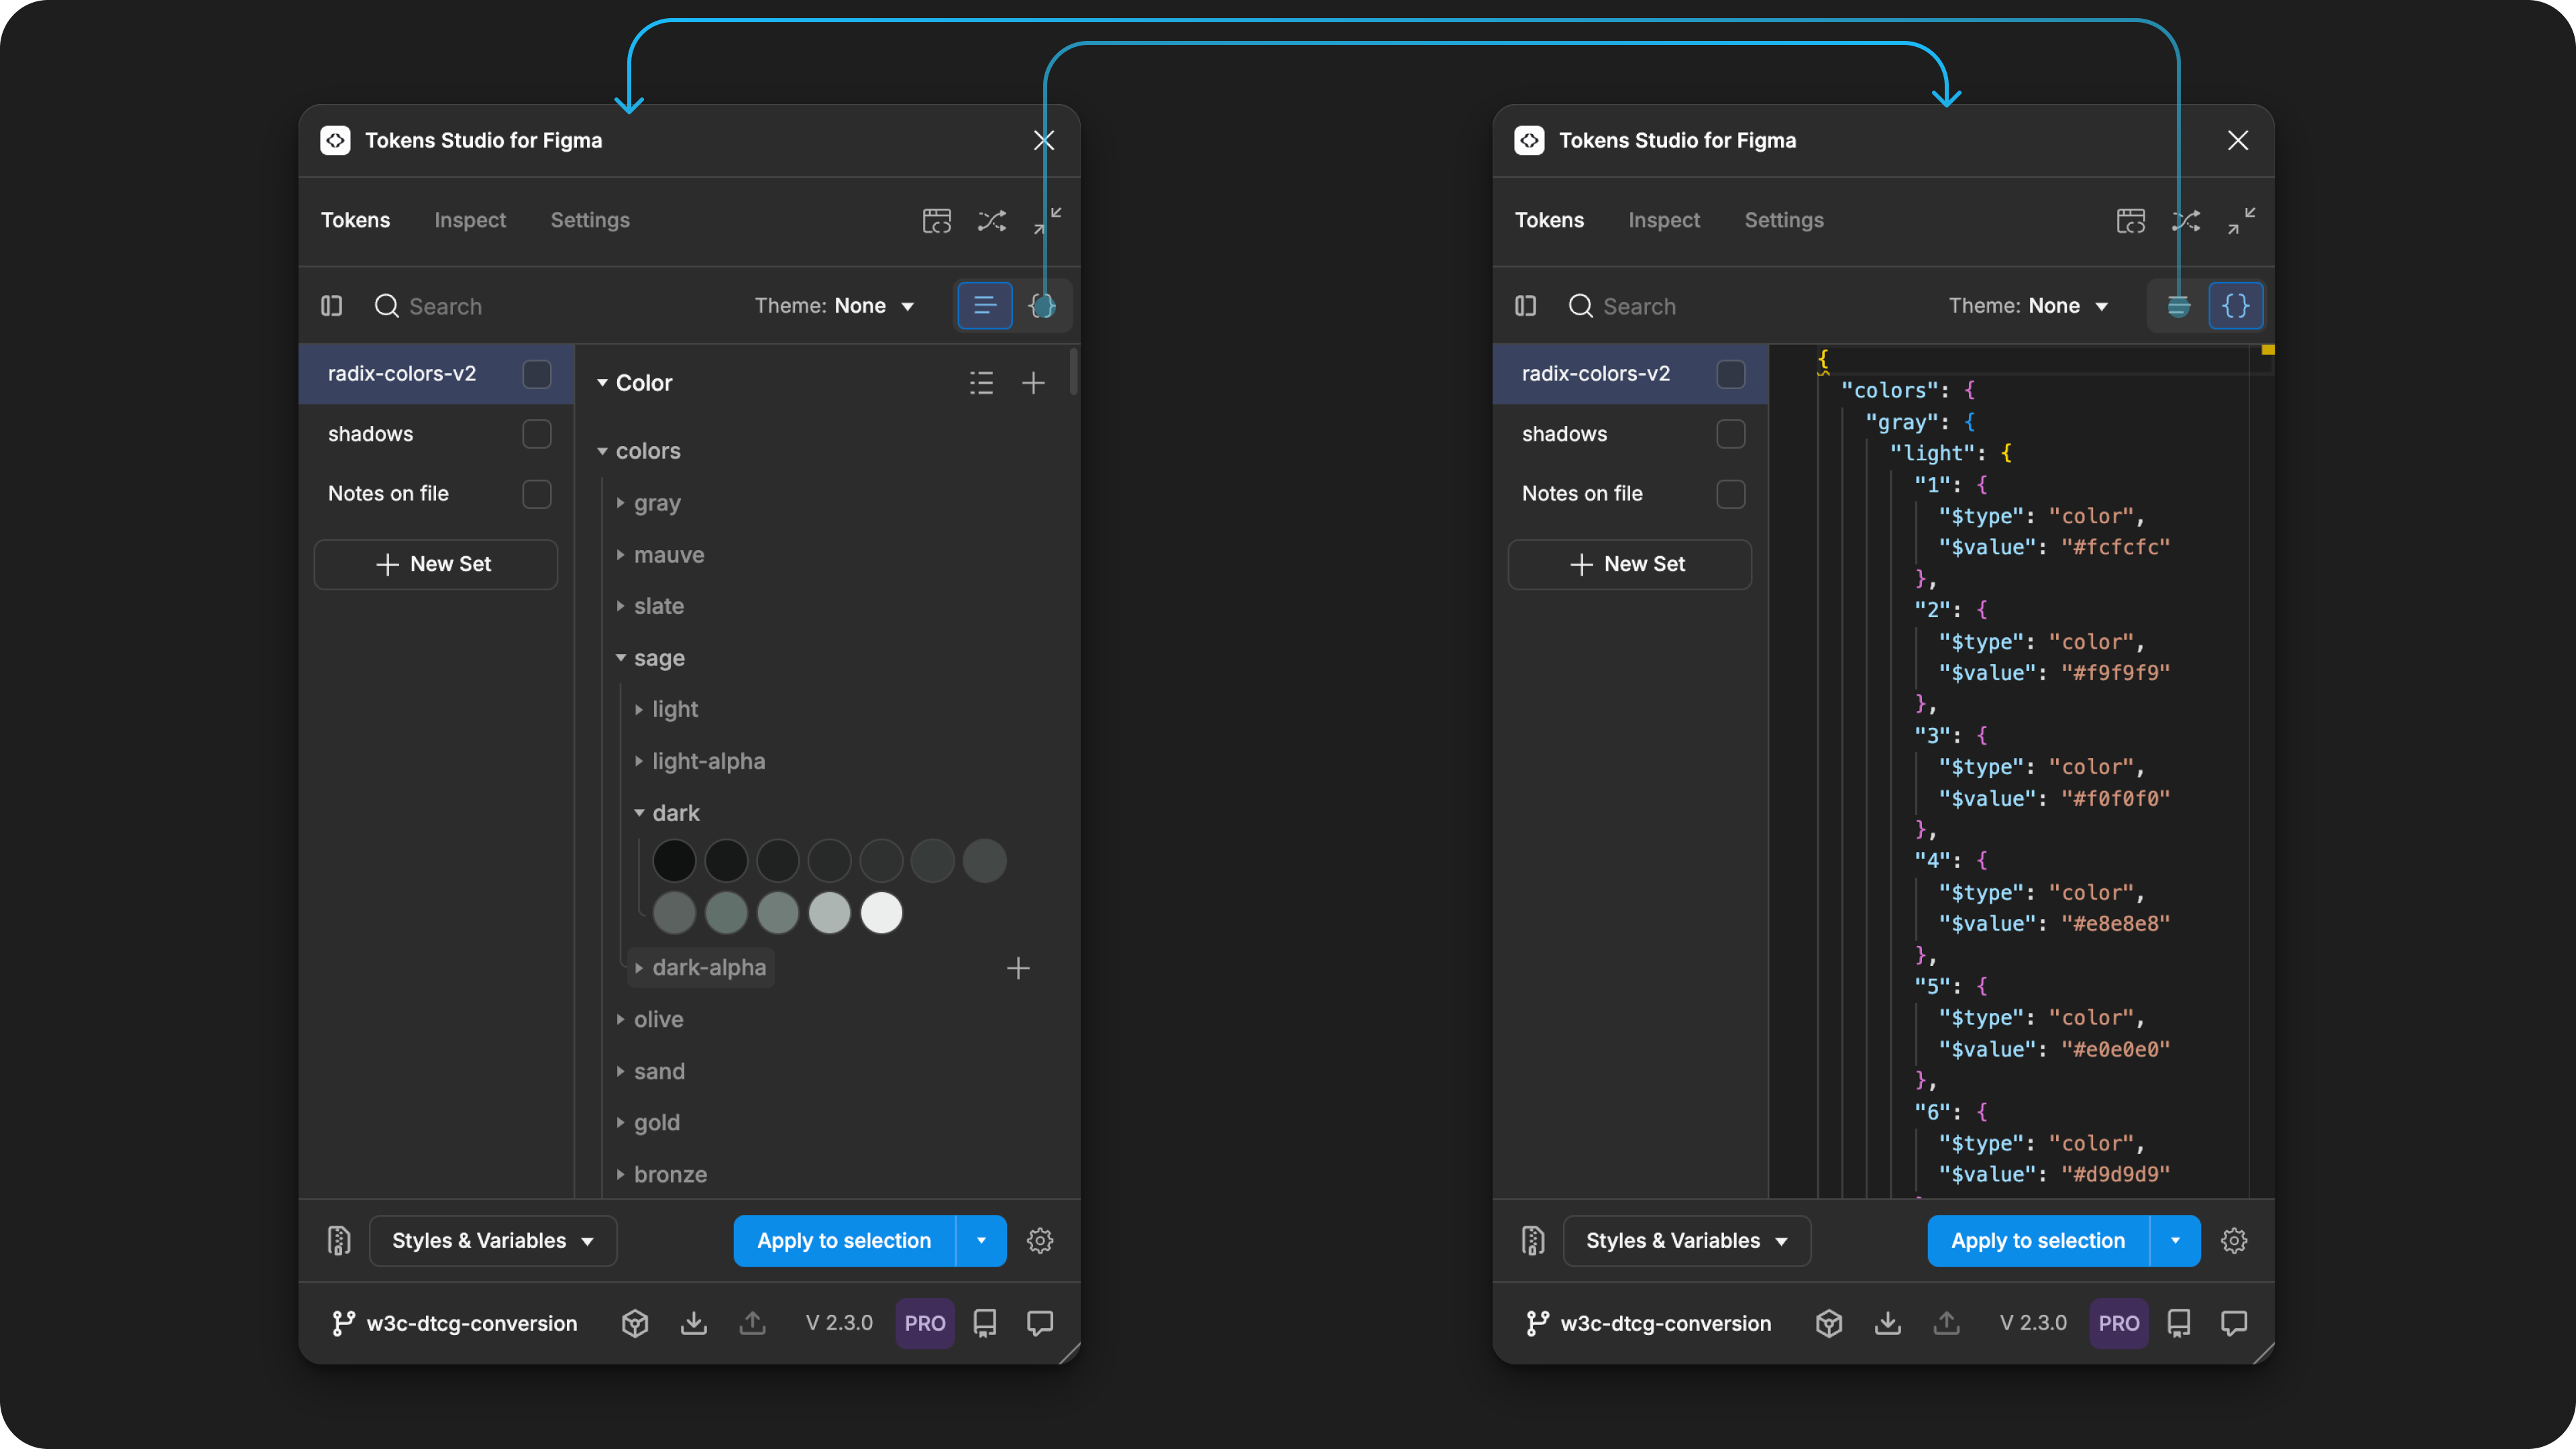 Tokens Studio for Figma
Tokens Inspect Settings
Search Theme: None {}
radix-colors-v2
shadows
Notes on file
New Set
Color
colors
gray
mauve
slate
sage
light
light-alpha
dark
dark-alpha
olive
sand
gold
bronze
Styles & Variables Apply to selection
w3c-dtcg-conversion V 2.3.0 PRO
Tokens Studio for Figma
Tokens Inspect Settings
Search Theme: None {}
radix-colors-v2
shadows
Notes on file
New Set
{
"colors": {
"gray": {
"light": {
"1": {
"$type": "color",
"$value": "#fcfcfc"
},
"2": {
"$type": "color",
"$value": "#f9f9f9"
},
"3": {
"$type": "color",
"$value": "#f0f0f0"
},
"4": {
"$type": "color",
"$value": "#e8e8e8"
},
"5": {
"$type": "color",
"$value": "#e0e0e0"
},
"6": {
"$type": "color",
"$value": "#d9d9d9"
Styles & Variables Apply to selection
w3c-dtcg-conversion V 2.3.0 PRO